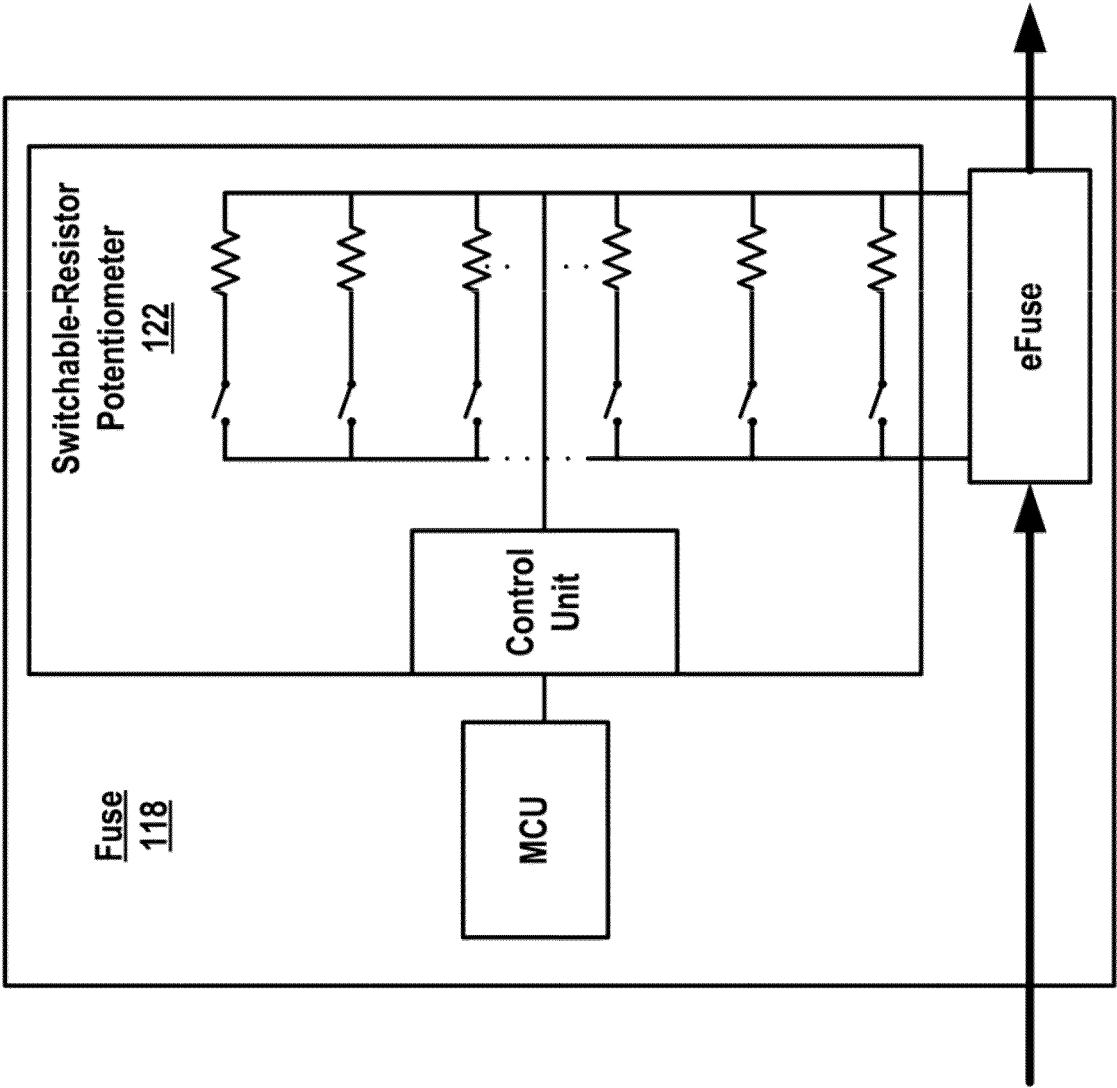 Switchable-Resistor
Potentiometer
122
Control
Unit
eFuse
Fuse
118
MCU